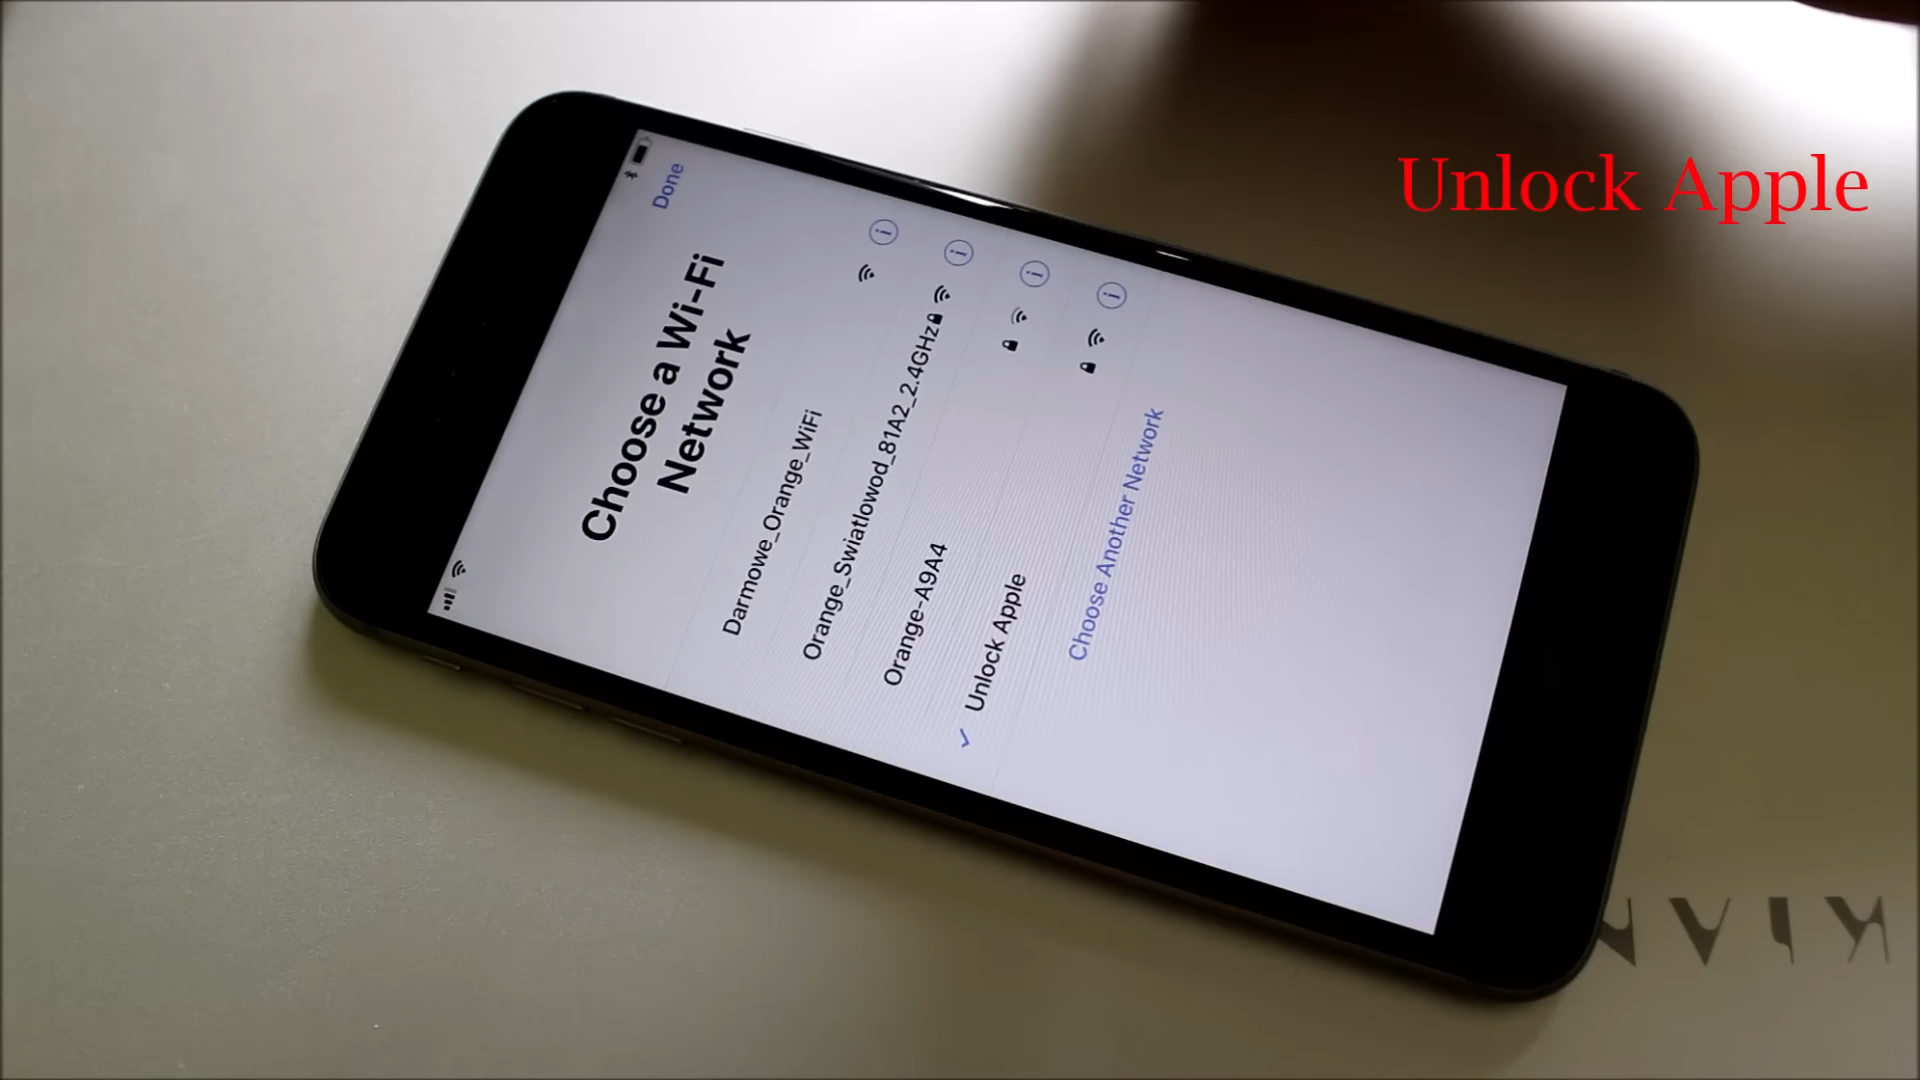 Unlock Apple
Done
Choose a Wi-Fi
Network
Darmowe_Orange_WiFi
Orange_Swiatlowod_81A2_2.4GHz
Orange-A9A4
Unlock Apple
Choose Another Network